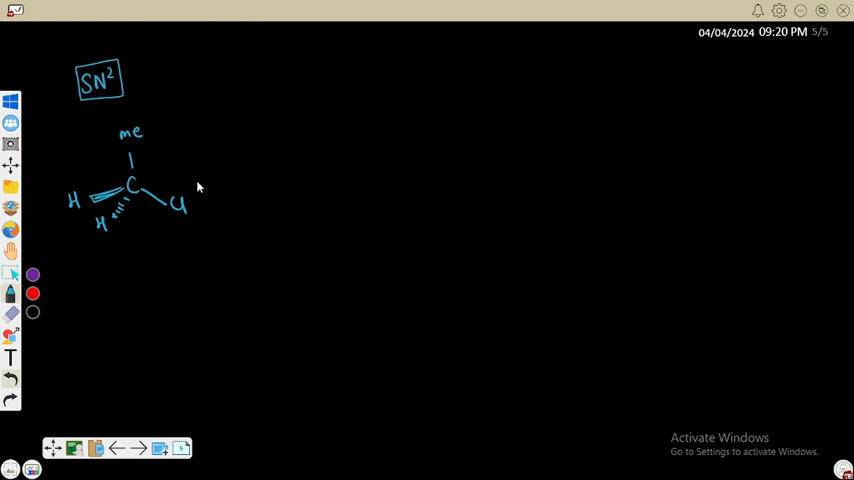 04/04/2024 09:20 PM 5/5
SN²
me
C
H
Cl
H
T
5
Activate Windows
Go to Settings to activate Windows.